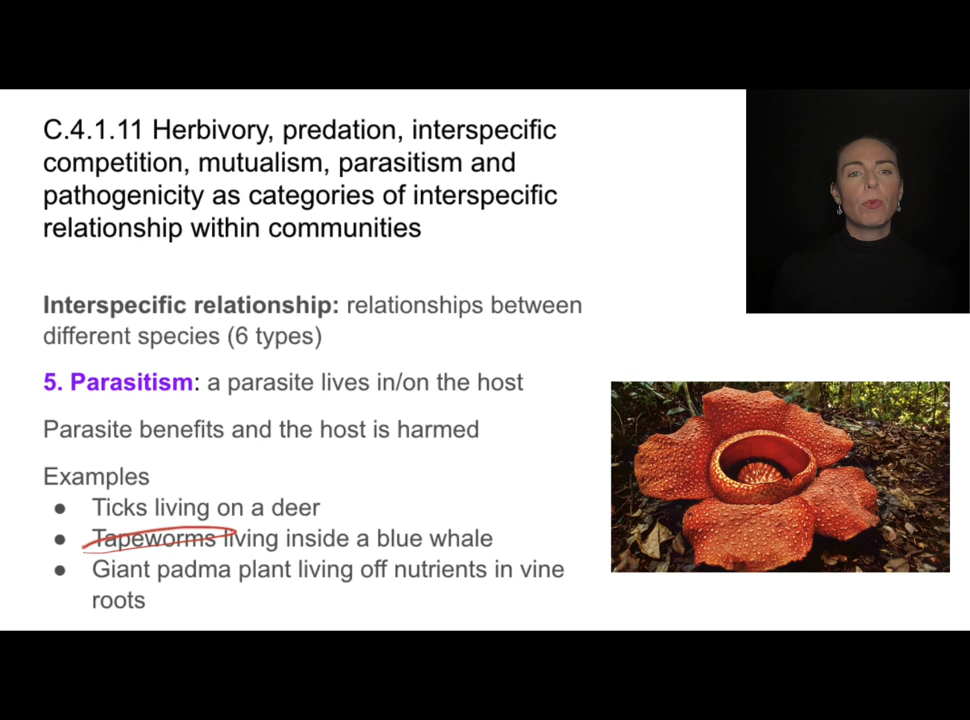 C.4.1.11 Herbivory, predation, interspecific
competition, mutualism, parasitism and
pathogenicity as categories of interspecific
relationship within communities
Interspecific relationship: relationships between
different species (6 types)
5. Parasitism: a parasite lives in/on the host
Parasite benefits and the host is harmed
Examples
● Ticks living on a deer
● Tapeworms living inside a blue whale
● Giant padma plant living off nutrients in vine
roots